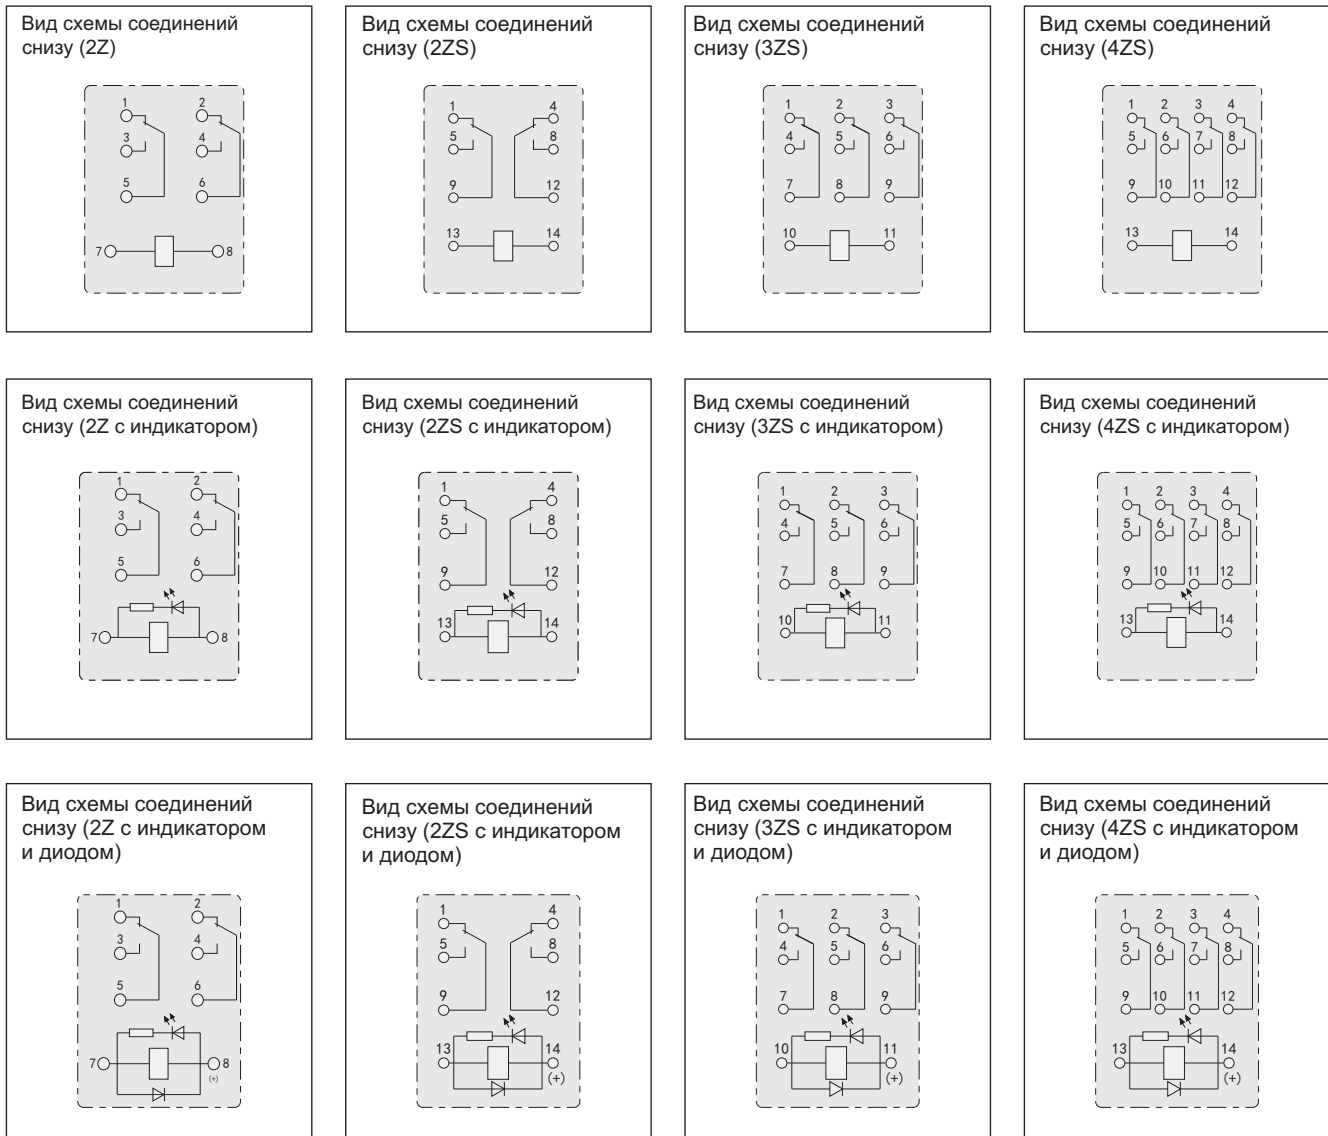 Вид схемы соединений
снизу (2Z)
1 2
3 4
5 6
7 8
Вид схемы соединений
снизу (2ZS)
1 4
5 8
9 12
13 14
Вид схемы соединений
снизу (3ZS)
1 2 3
4 5 6
7 8 9
10 11
Вид схемы соединений
снизу (4ZS)
1 2 3 4
5 6 7 8
9 10 11 12
13 14
Вид схемы соединений
снизу (2Z с индикатором)
1 2
3 4
5 6
7 8
Вид схемы соединений
снизу (2ZS с индикатором)
1 4
5 8
9 12
13 14
Вид схемы соединений
снизу (3ZS с индикатором)
1 2 3
4 5 6
7 8 9
10 11
Вид схемы соединений
снизу (4ZS с индикатором)
1 2 3 4
5 6 7 8
9 10 11 12
13 14
Вид схемы соединений
снизу (2Z с индикатором
и диодом)
1 2
3 4
5 6
7 8
(+)
Вид схемы соединений
снизу (2ZS с индикатором
и диодом)
1 4
5 8
9 12
13 14
(+)
Вид схемы соединений
снизу (3ZS с индикатором
и диодом)
1 2 3
4 5 6
7 8 9
10 11
(+)
Вид схемы соединений
снизу (4ZS с индикатором
и диодом)
1 2 3 4
5 6 7 8
9 10 11 12
13 14
(+)